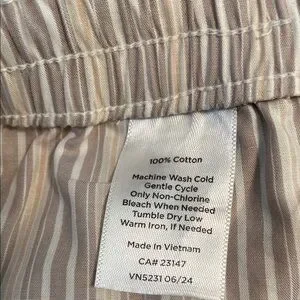 100% Cotton
Machine Wash Cold
Gentle Cycle
Only Non-Chlorine
Bleach When Needed
Tumble Dry Low
Warm Iron, If Needed
Made In Vietnam
CA# 23147
VN5231 06/24